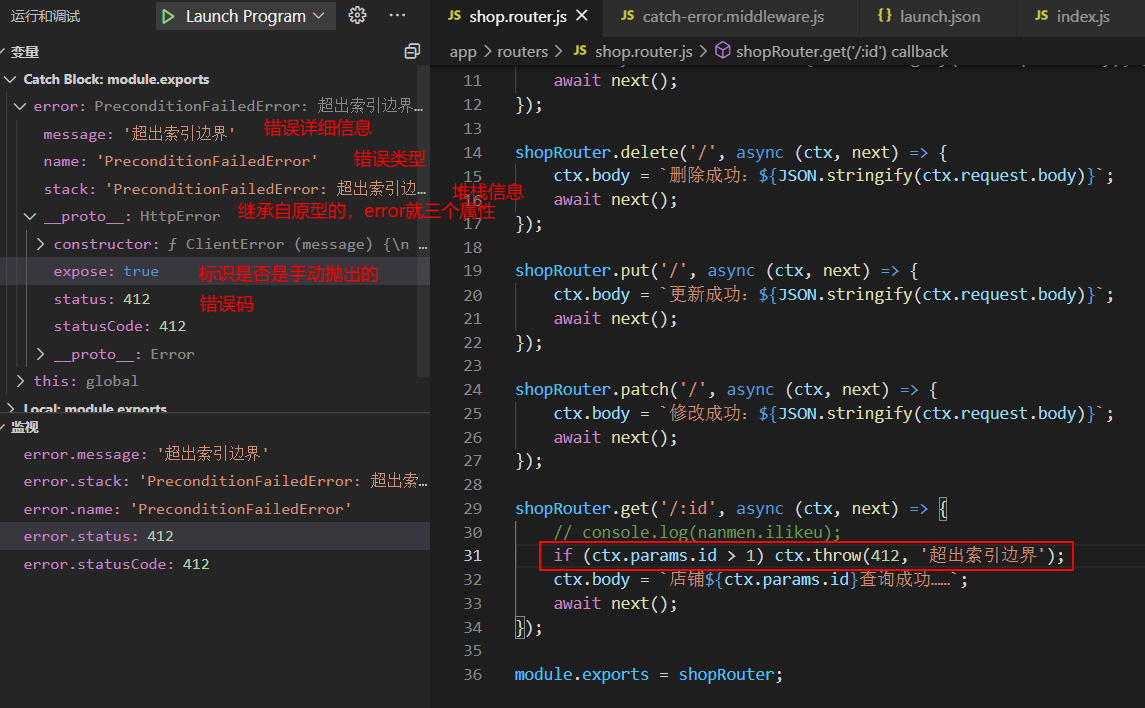 运行和调试 Launch Program
变量
Catch Block: module.exports
error: PreconditionFailedError: 超出索引边界…
message: '超出索引边界' 错误详细信息
name: 'PreconditionFailedError' 错误类型
stack: 'PreconditionFailedError: 超出索引边… 堆栈信息
__proto__: HttpError 继承自原型的，error就三个属性
constructor: ƒ ClientError (message) {\n …
expose: true 标识是否是手动抛出的
status: 412 错误码
statusCode: 412
__proto__: Error
this: global
Local: module.exports
监视
error.message: '超出索引边界'
error.stack: 'PreconditionFailedError: 超出索…
error.name: 'PreconditionFailedError'
error.status: 412
error.statusCode: 412
JS shop.router.js JS catch-error.middleware.js {} launch.json JS index.js
app > routers > JS shop.router.js > shopRouter.get('/:id') callback
11 await next();
12 });
13
14 shopRouter.delete('/', async (ctx, next) => {
15 ctx.body = `删除成功: ${JSON.stringify(ctx.request.body)}`;
16 await next();
17 });
18
19 shopRouter.put('/', async (ctx, next) => {
20 ctx.body = `更新成功: ${JSON.stringify(ctx.request.body)}`;
21 await next();
22 });
23
24 shopRouter.patch('/', async (ctx, next) => {
25 ctx.body = `修改成功: ${JSON.stringify(ctx.request.body)}`;
26 await next();
27 });
28
29 shopRouter.get('/:id', async (ctx, next) => {
30 // console.log(nanmen.ilikeu);
31 if (ctx.params.id > 1) ctx.throw(412, '超出索引边界');
32 ctx.body = `店铺${ctx.params.id}查询成功……`;
33 await next();
34 });
35
36 module.exports = shopRouter;